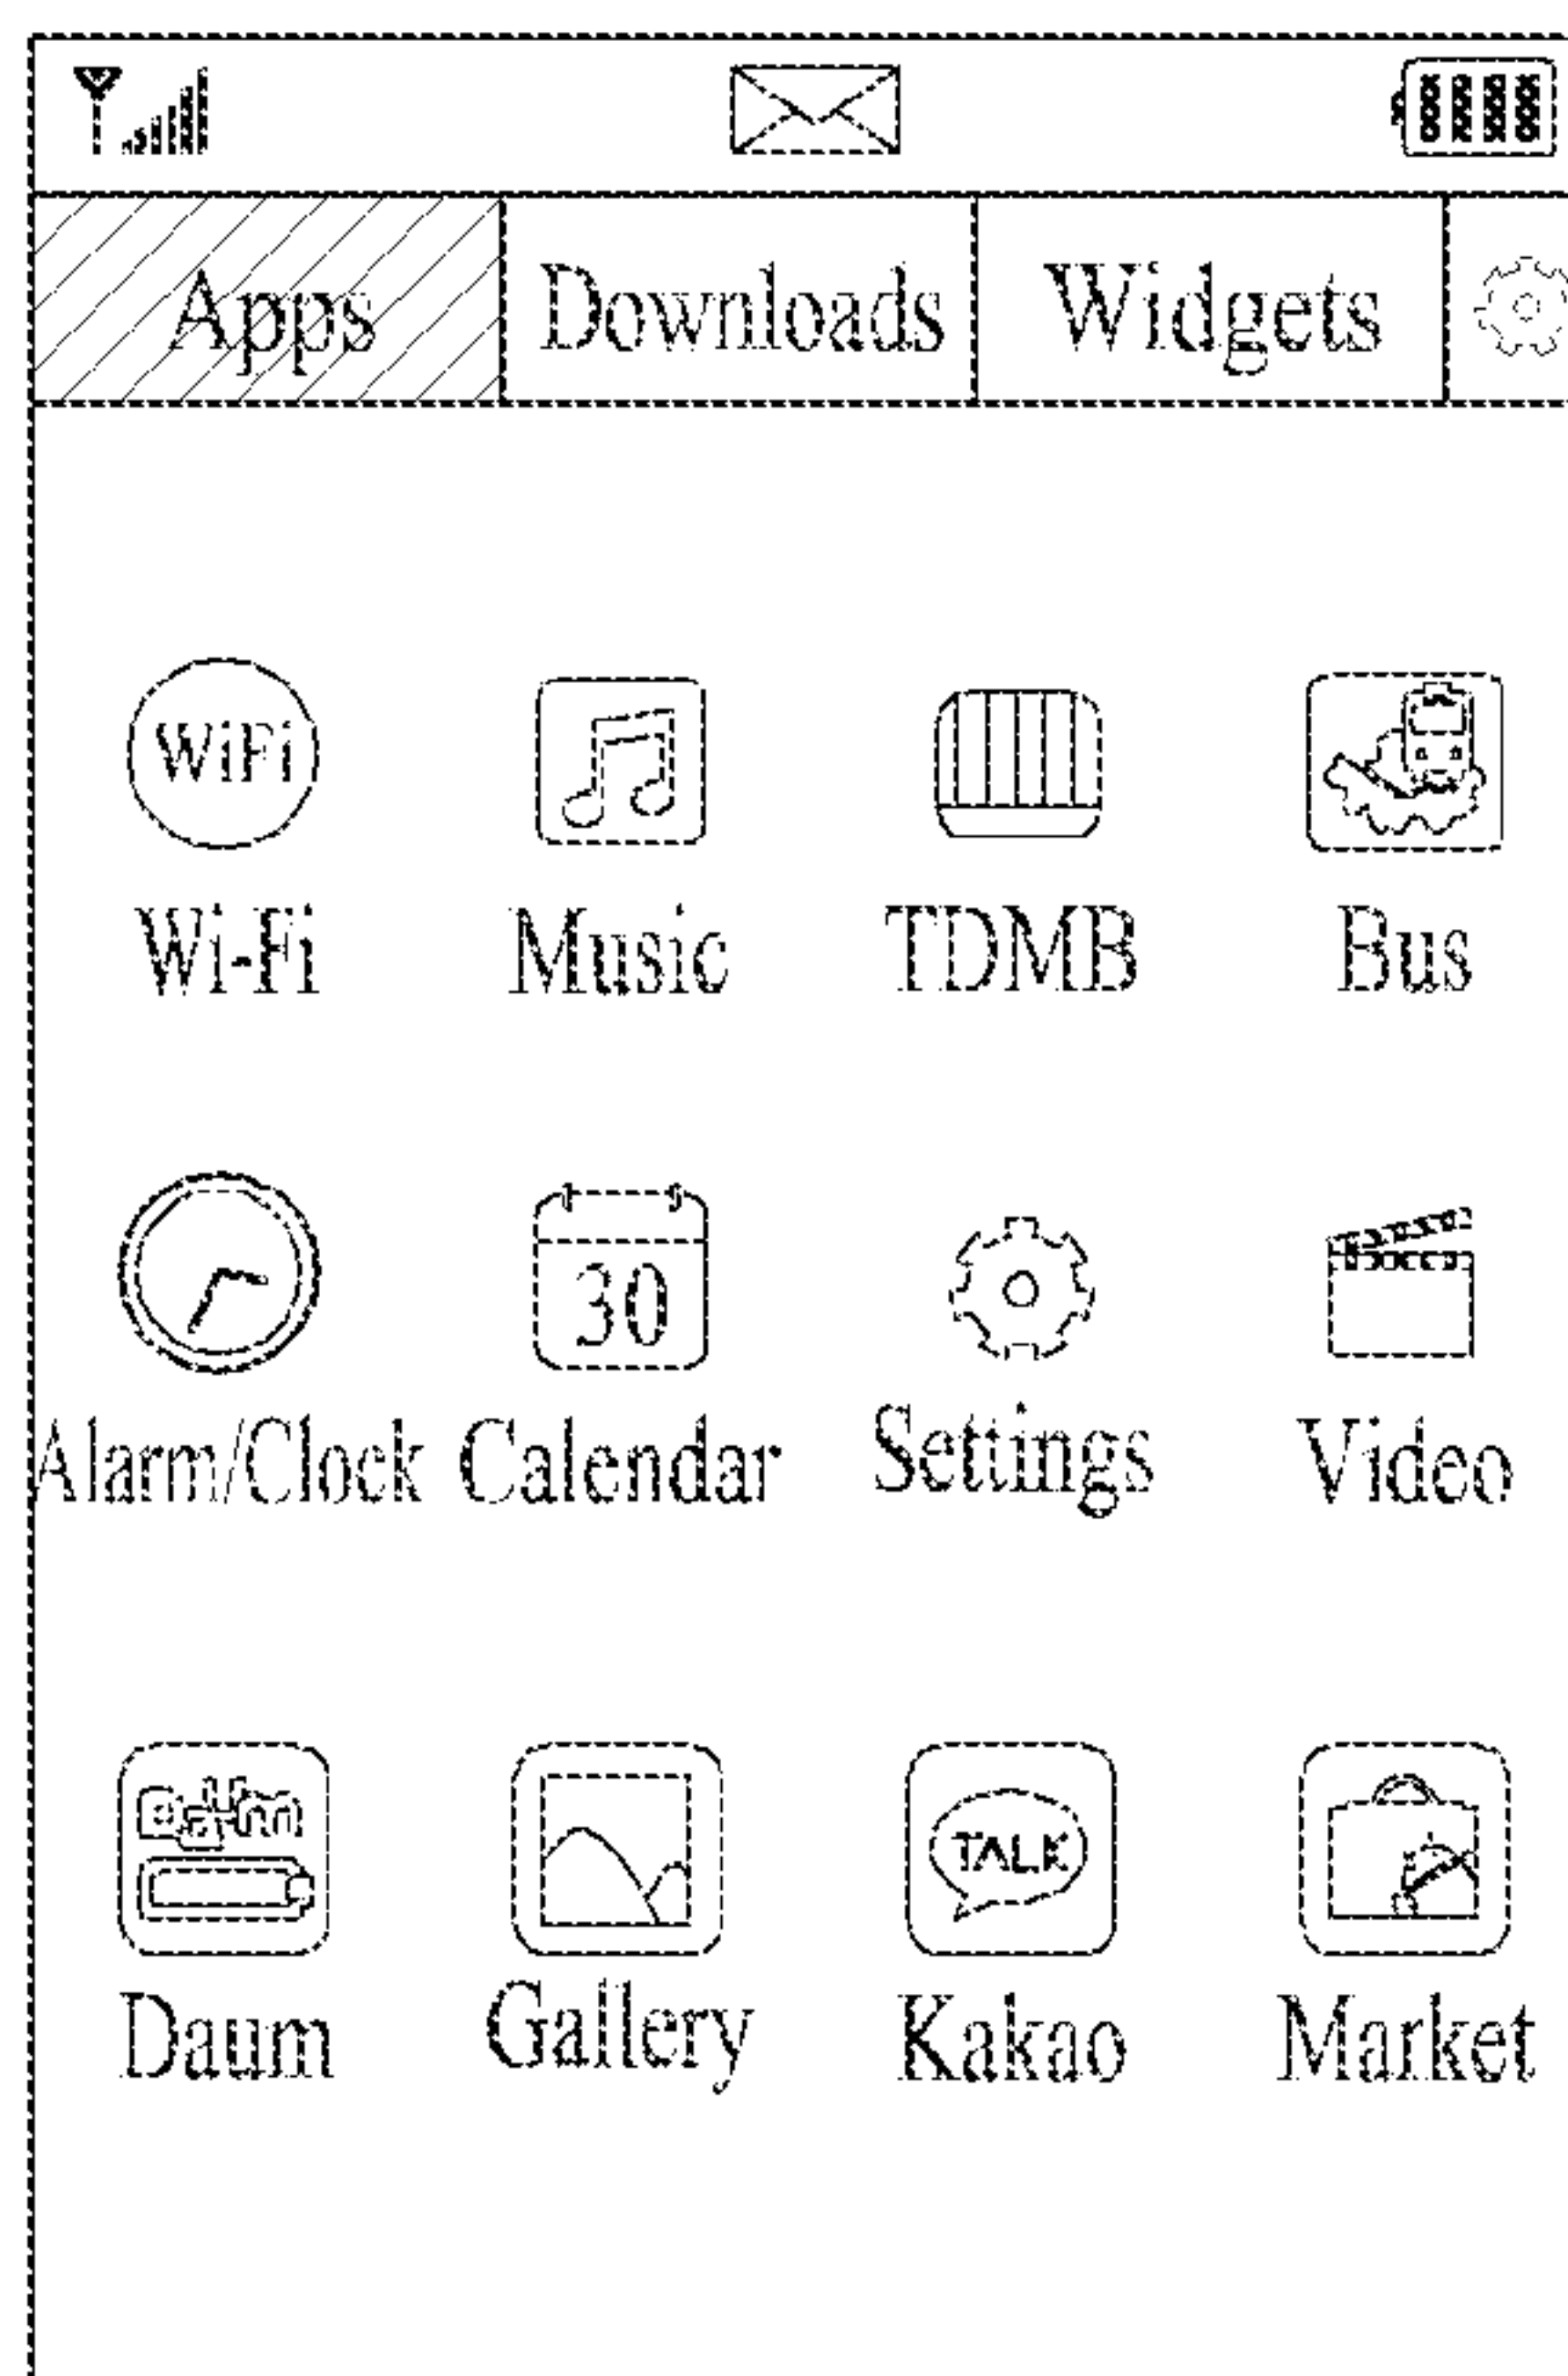 Apps Downloads Widgets
WiFi
Wi-Fi Music TDMB Bus
30
Alarm/Clock Calendar Settings Video
Daum TALK
Daum Gallery Kakao Market